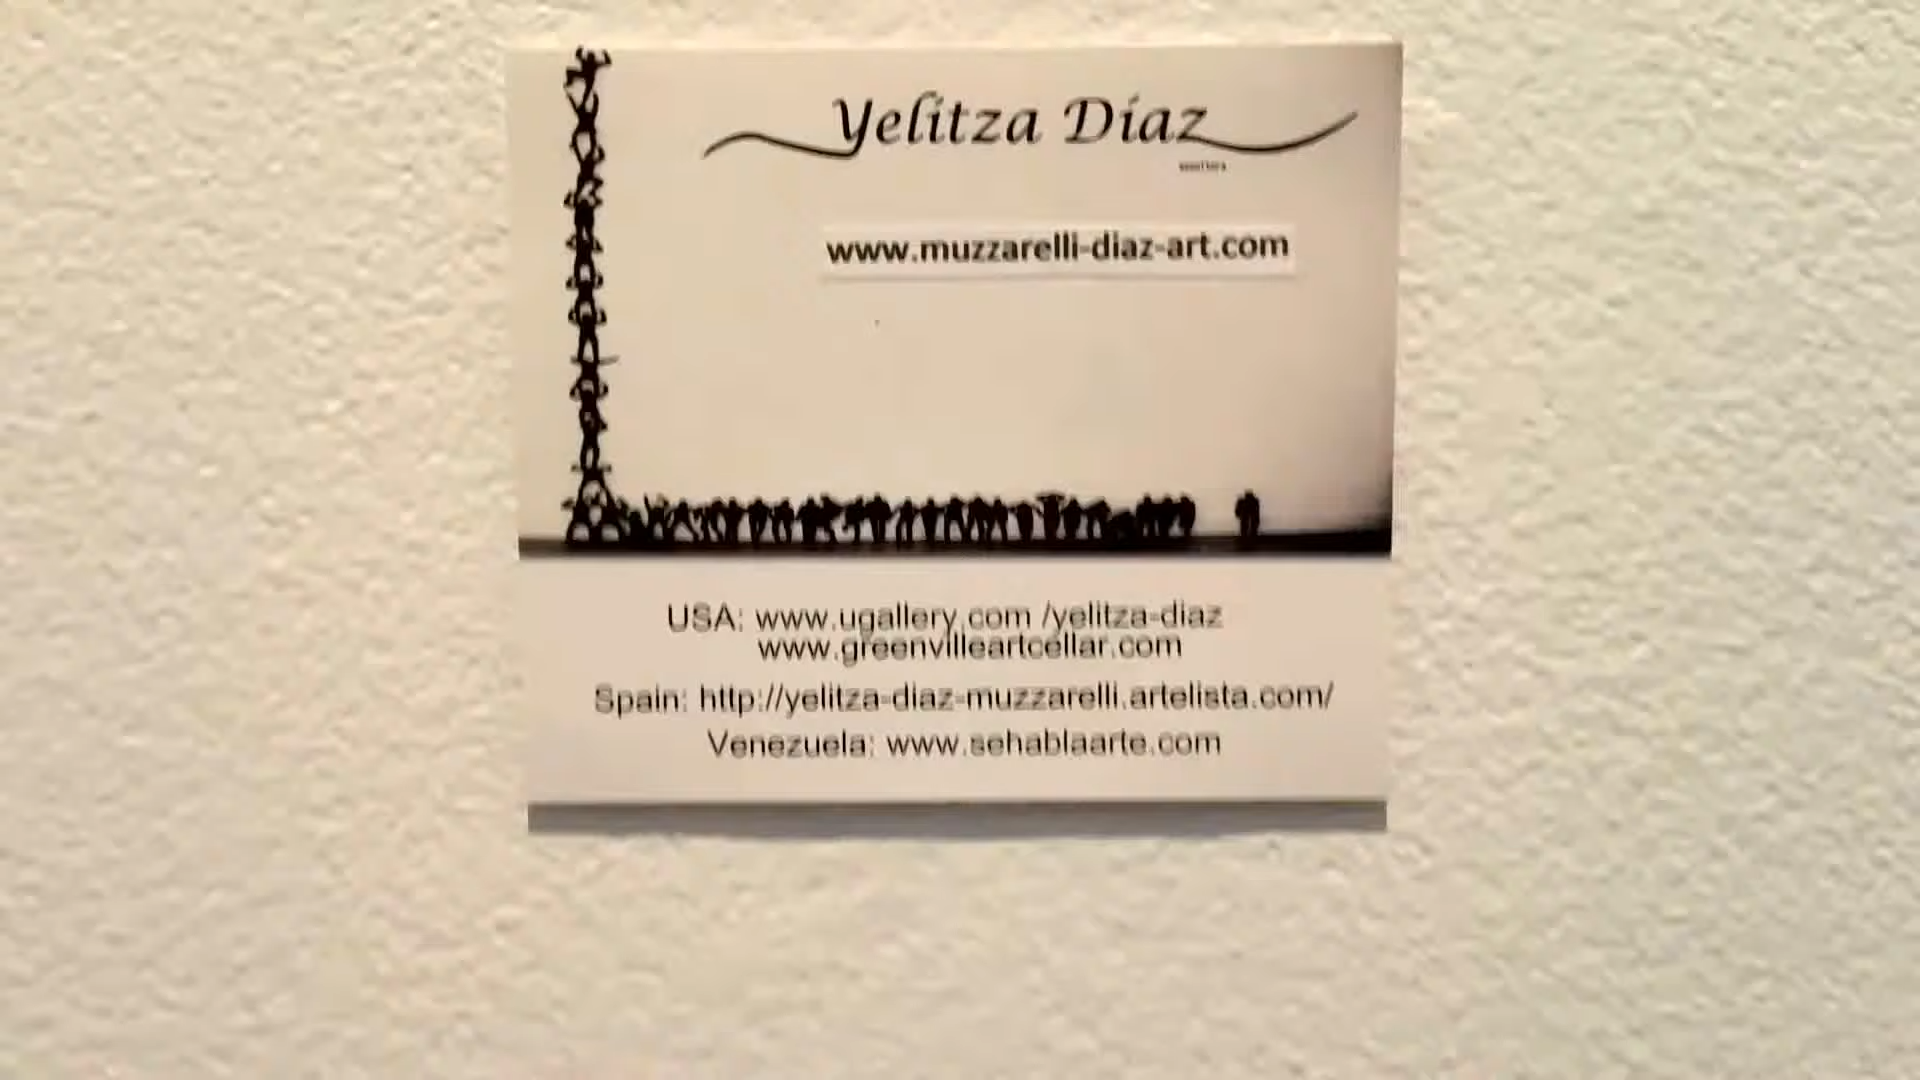 Yelitza Díaz
www.muzzarelli-diaz-art.com
USA: www.ugallery.com /yelitza-diaz
www.greenvilleartcellar.com
Spain: http://yelitza-diaz-muzzarelli.artelista.com/
Venezuela: www.sehablaarte.com